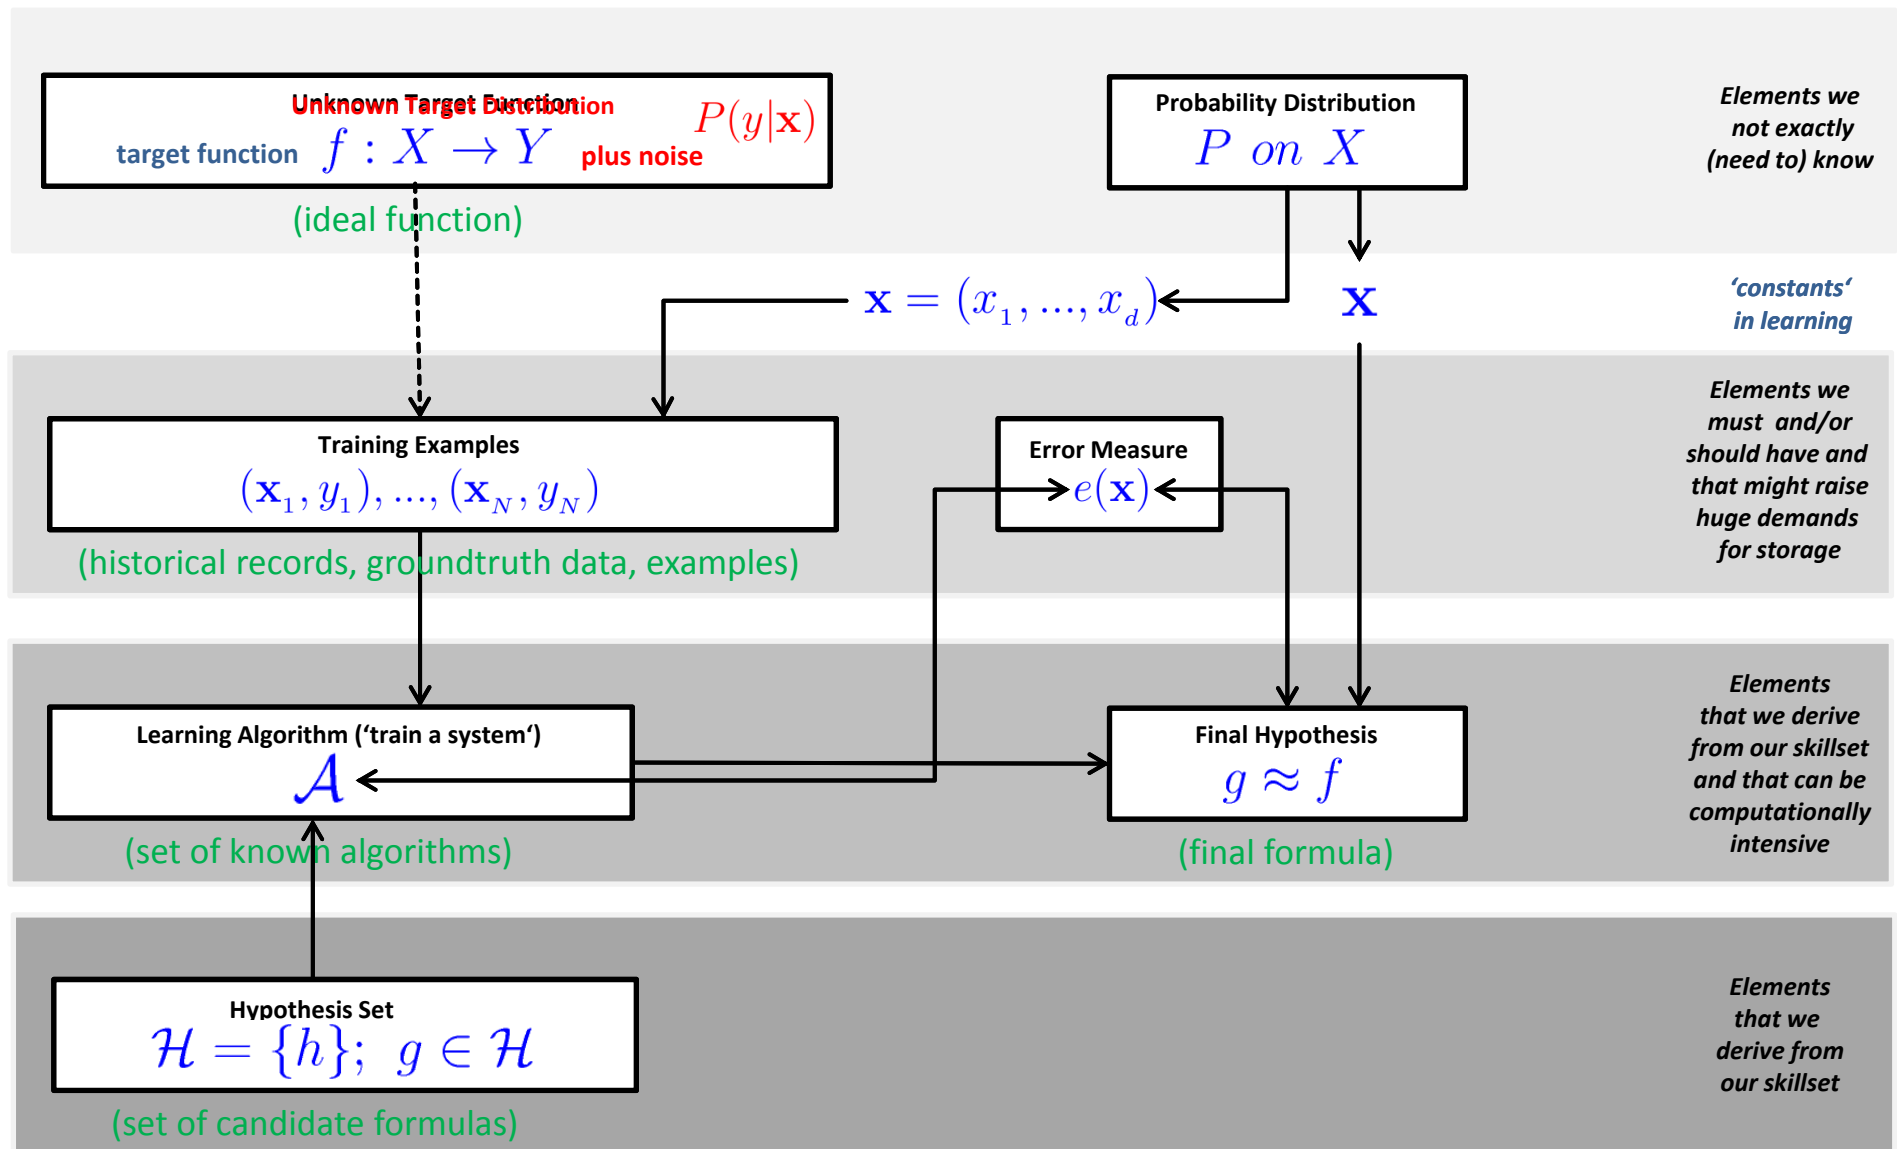 Unknown Target Function
Unknown Target Distribution
target function f : X → Y plus noise P(y|x)
(ideal function)
Probability Distribution
P on X
Elements we
not exactly
(need to) know
x = (x₁, ..., x_d)
x
‘constants‘
in learning
Training Examples
(x₁, y₁), ..., (x_N, y_N)
(historical records, groundtruth data, examples)
Error Measure
e(x)
Elements we
must and/or
should have and
that might raise
huge demands
for storage
Learning Algorithm (‘train a system‘)
𝒜
(set of known algorithms)
Final Hypothesis
g ≈ f
(final formula)
Elements
that we derive
from our skillset
and that can be
computationally
intensive
Hypothesis Set
ℋ = {h}; g ∈ ℋ
(set of candidate formulas)
Elements
that we
derive from
our skillset